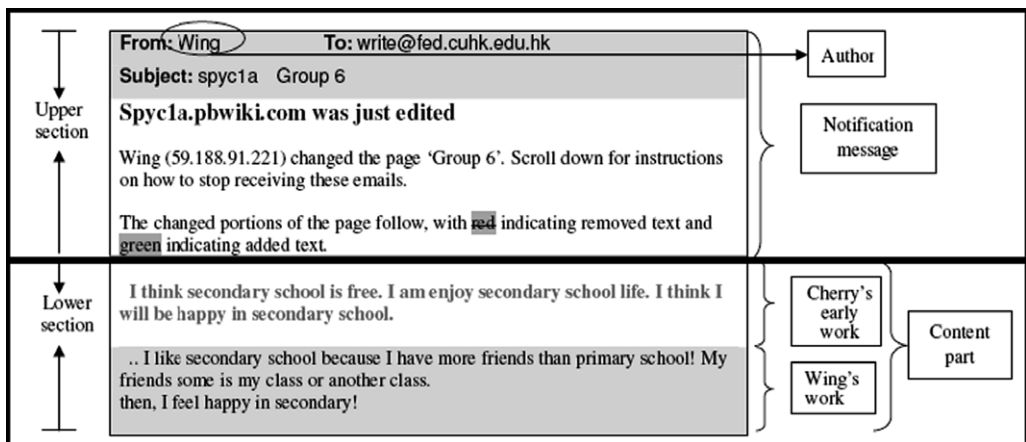 From: Wing To: write@fed.cuhk.edu.hk
Author
Subject: spyc1a Group 6
Upper section
Spyc1a.pbwiki.com was just edited
Notification message
Wing (59.188.91.221) changed the page ‘Group 6’. Scroll down for instructions
on how to stop receiving these emails.
The changed portions of the page follow, with red indicating removed text and
green indicating added text.
Lower section
I think secondary school is free. I am enjoy secondary school life. I think I
will be happy in secondary school.
Cherry’s early work
Content part
.. I like secondary school because I have more friends than primary school! My
friends some is my class or another class.
then, I feel happy in secondary!
Wing’s work